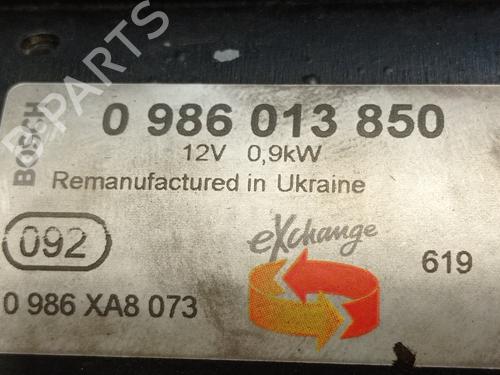 BOSCH
0 986 013 850
12V 0,9kW
Remanufactured in Ukraine
092
eXchange
619
0 986 XA8 073
B-PARTS